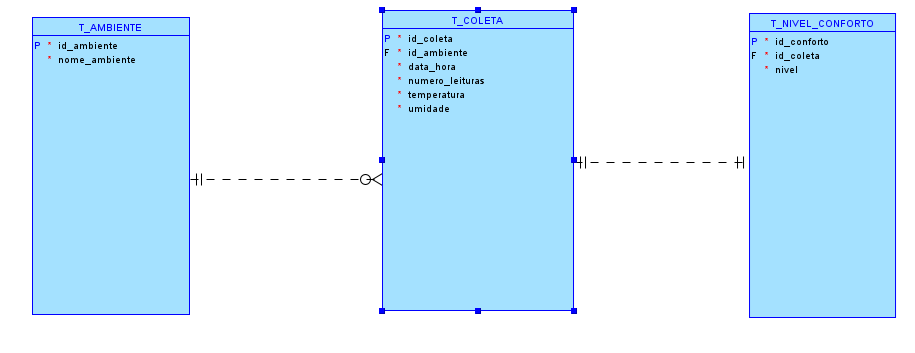 T_AMBIENTE
P * id_ambiente
* nome_ambiente
T_COLETA
P * id_coleta
F * id_ambiente
* data_hora
* numero_leituras
* temperatura
* umidade
T_NIVEL_CONFORTO
P * id_conforto
F * id_coleta
* nivel